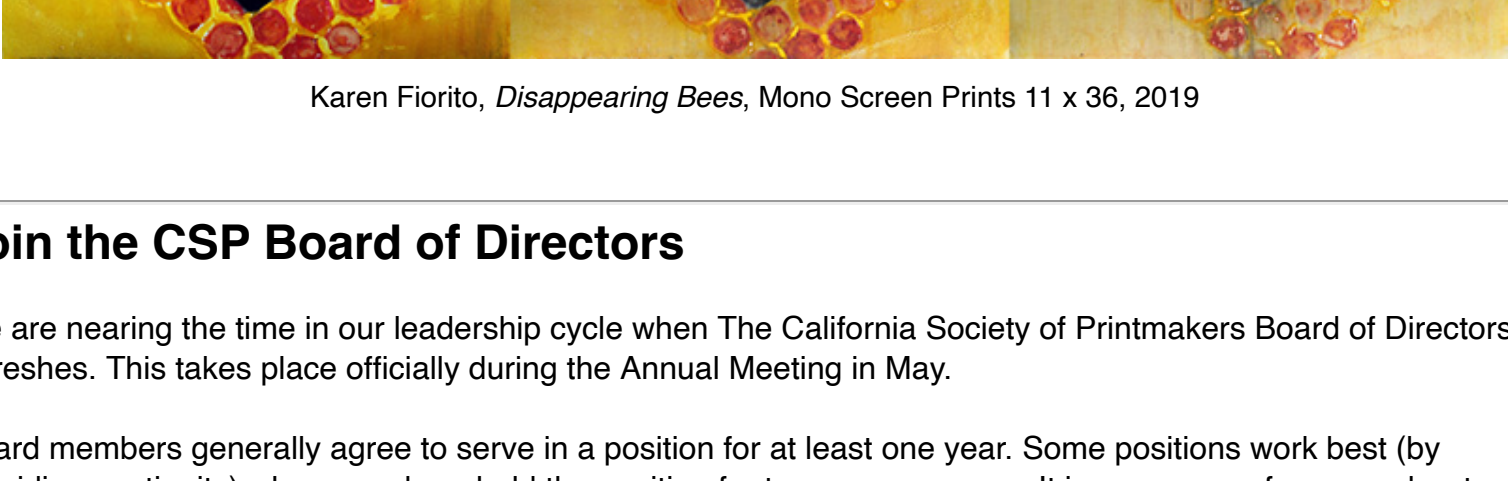 Karen Fiorito, Disappearing Bees, Mono Screen Prints 11 x 36, 2019
oin the CSP Board of Directors
e are nearing the time in our leadership cycle when The California Society of Printmakers Board of Directors
reshes. This takes place officially during the Annual Meeting in May.
ard members generally agree to serve in a position for at least one year. Some positions work best (by